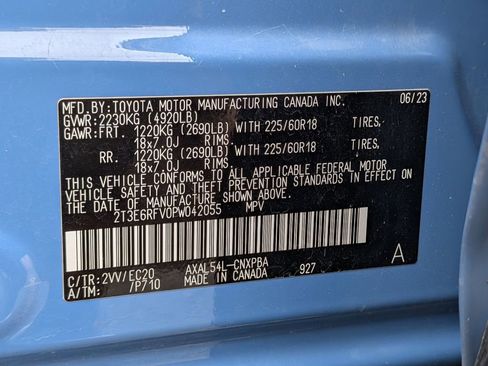 MFD. BY: TOYOTA MOTOR MANUFACTURING CANADA INC. 06/23
GVWR: 2230KG (4920LB)
GAWR: FRT. 1220KG (2690LB) WITH 225/60R18 TIRES,
18x7.0J RIMS.
RR. 1220KG (2690LB) WITH 225/60R18 TIRES,
18x7.0J RIMS.
THIS VEHICLE CONFORMS TO ALL APPLICABLE FEDERAL MOTOR
VEHICLE SAFETY AND THEFT PREVENTION STANDARDS IN EFFECT
ON THE DATE OF MANUFACTURE SHOWN ABOVE.
2T3E6RFV0PW042055 MPV
C/TR: 2VV/EC20 AXAL54L-CNXPBA A
A/TM: /P710 MADE IN CANADA 927